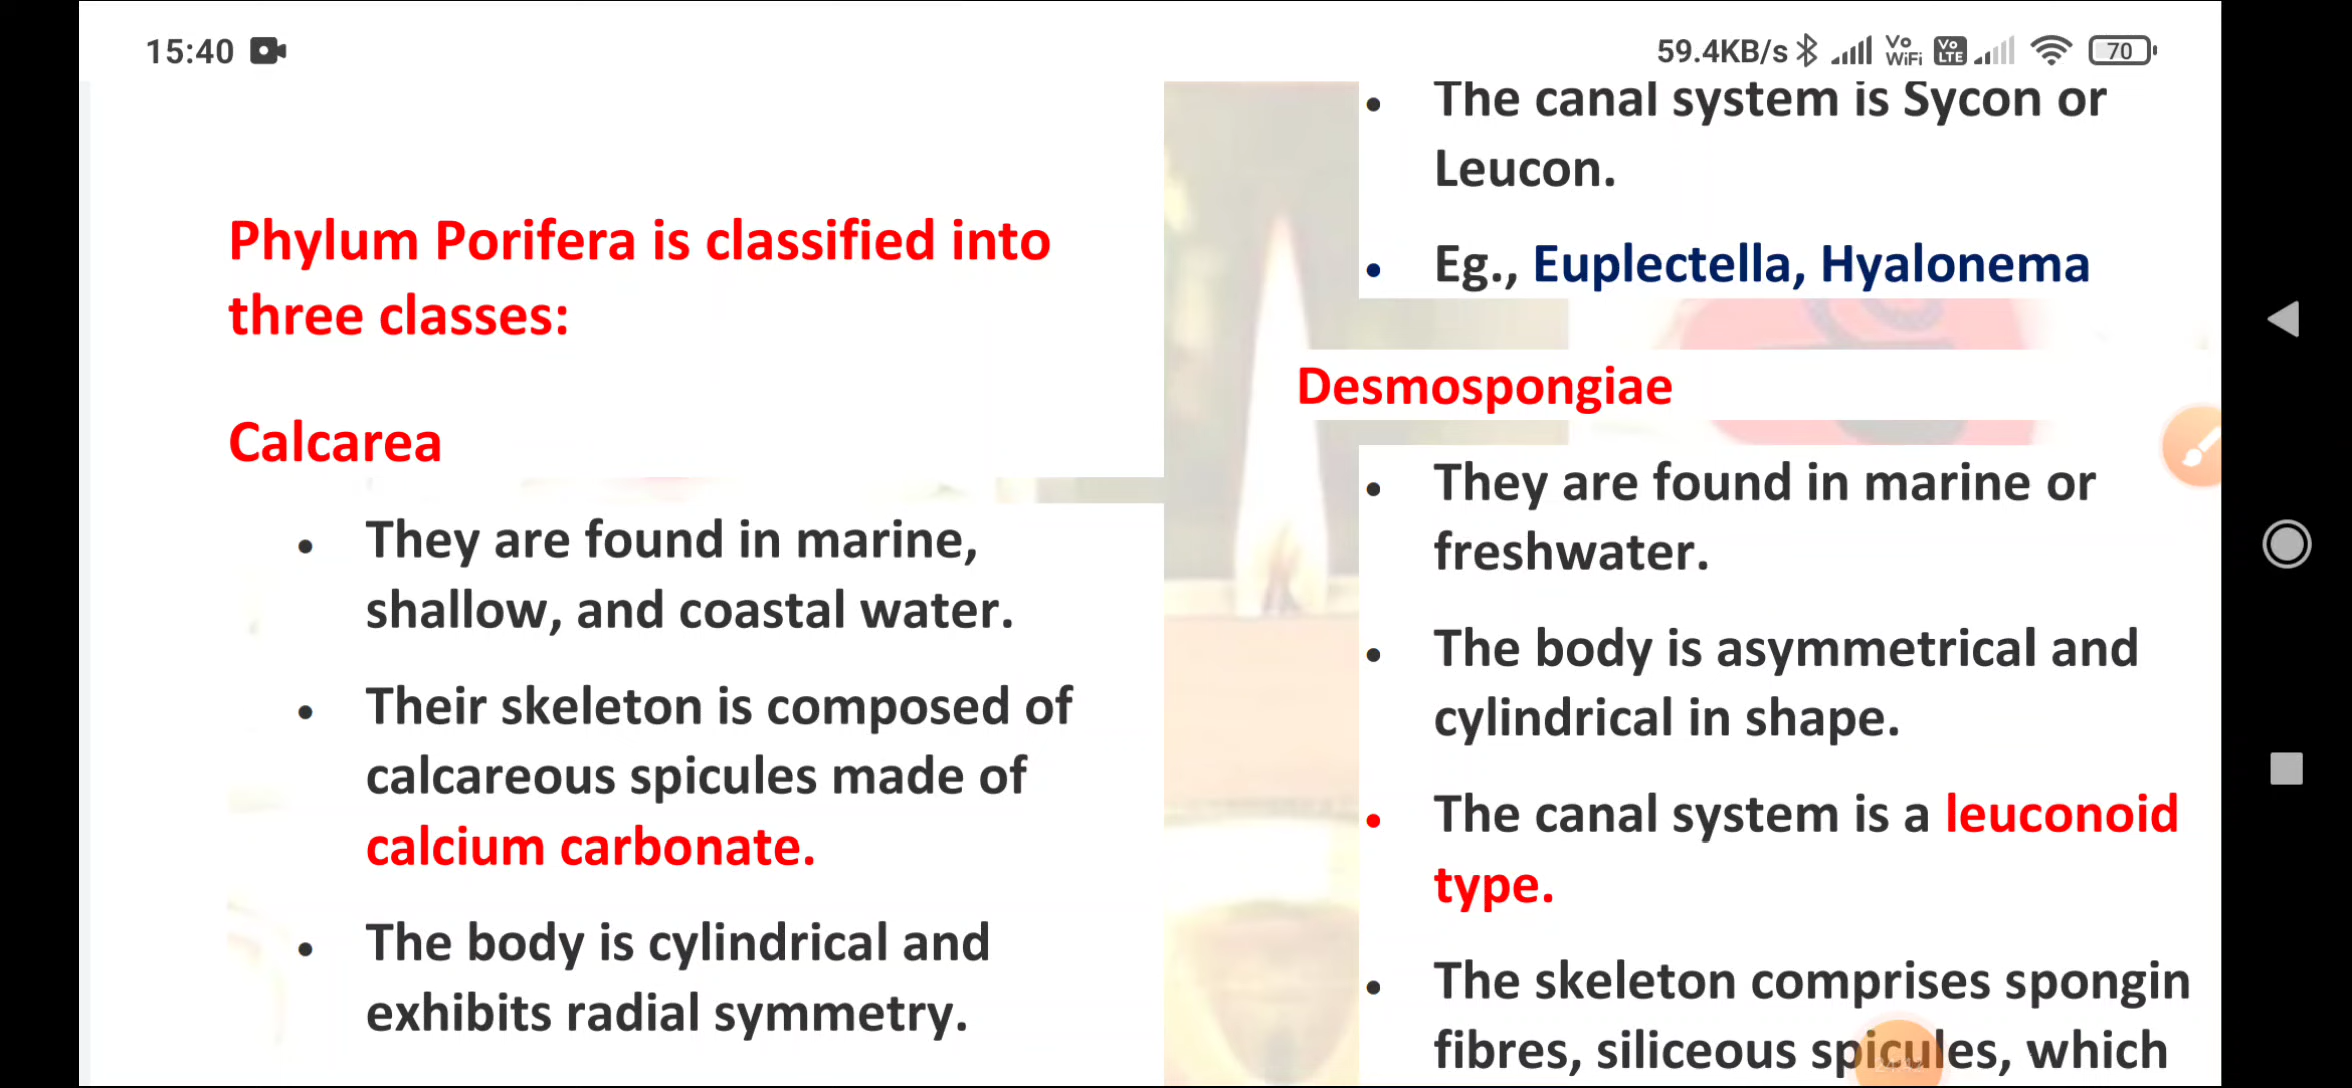 15:40
59.4KB/s Vo WiFi Vo LTE 70
Phylum Porifera is classified into
three classes:
Calcarea
• They are found in marine,
shallow, and coastal water.
• Their skeleton is composed of
calcareous spicules made of
calcium carbonate.
• The body is cylindrical and
exhibits radial symmetry.
• The canal system is Sycon or
Leucon.
• Eg., Euplectella, Hyalonema
Desmospongiae
• They are found in marine or
freshwater.
• The body is asymmetrical and
cylindrical in shape.
• The canal system is a leuconoid
type.
• The skeleton comprises spongin
fibres, siliceous spicules, which